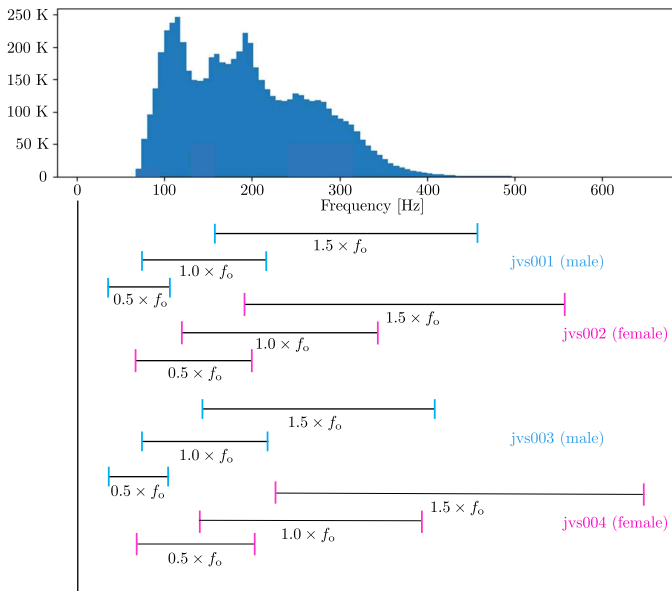 250 K
200 K
150 K
100 K
50 K
0
0 100 200 300 400 500 600
Frequency [Hz]
1.5 × fₒ
jvs001 (male)
1.0 × fₒ
0.5 × fₒ
1.5 × fₒ
jvs002 (female)
1.0 × fₒ
0.5 × fₒ
1.5 × fₒ
jvs003 (male)
1.0 × fₒ
0.5 × fₒ
1.5 × fₒ
jvs004 (female)
1.0 × fₒ
0.5 × fₒ